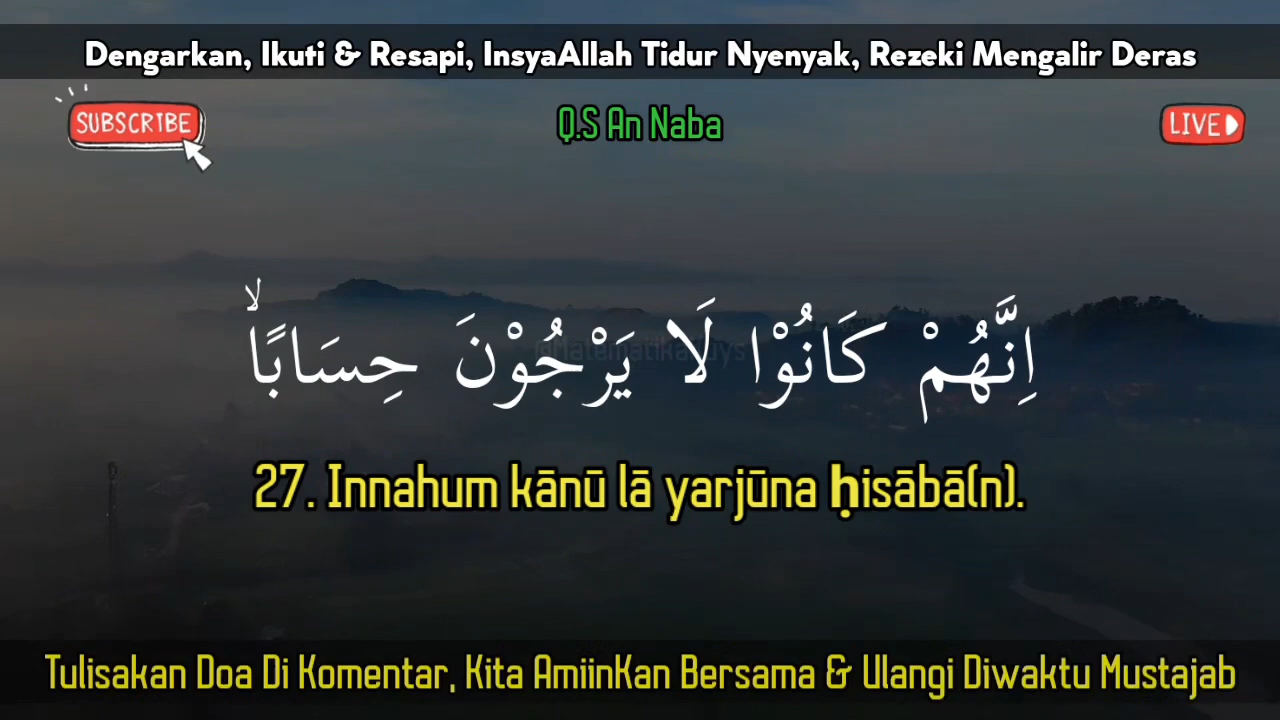 Dengarkan, Ikuti & Resapi, InsyaAllah Tidur Nyenyak, Rezeki Mengalir Deras
SUBSCRIBE
Q.S An Naba
LIVE
اِنَّهُمْ كَانُوْا لَا يَرْجُوْنَ حِسَابًاۙ
27. Innahum kānū lā yarjūna ḥisābā(n).
Tulisakan Doa Di Komentar, Kita AmiinKan Bersama & Ulangi Diwaktu Mustajab